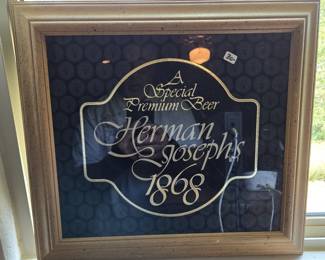 A
Special
Premium Beer
Herman
Joseph's
1868